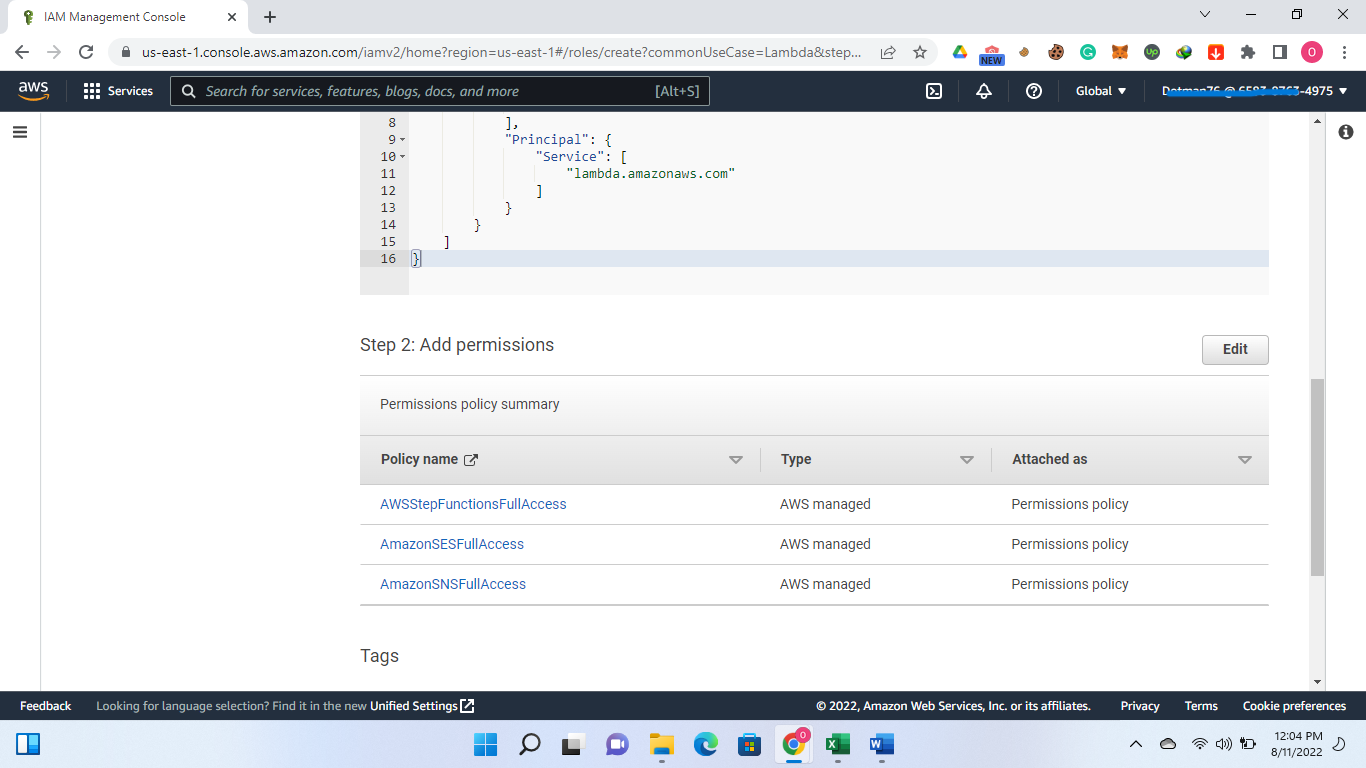 IAM Management Console
us-east-1.console.aws.amazon.com/iamv2/home?region=us-east-1#/roles/create?commonUseCase=Lambda&step...
NEW
O
aws
Services
Search for services, features, blogs, docs, and more
[Alt+S]
Global
-4975
8
],
9
"Principal": {
10
"Service": [
11
"lambda.amazonaws.com"
12
]
13
}
14
}
15
]
16
}
Step 2: Add permissions
Edit
Permissions policy summary
Policy name
Type
Attached as
AWSStepFunctionsFullAccess
AWS managed
Permissions policy
AmazonSESFullAccess
AWS managed
Permissions policy
AmazonSNSFullAccess
AWS managed
Permissions policy
Tags
Feedback
Looking for language selection? Find it in the new Unified Settings
© 2022, Amazon Web Services, Inc. or its affiliates.
Privacy
Terms
Cookie preferences
12:04 PM
8/11/2022